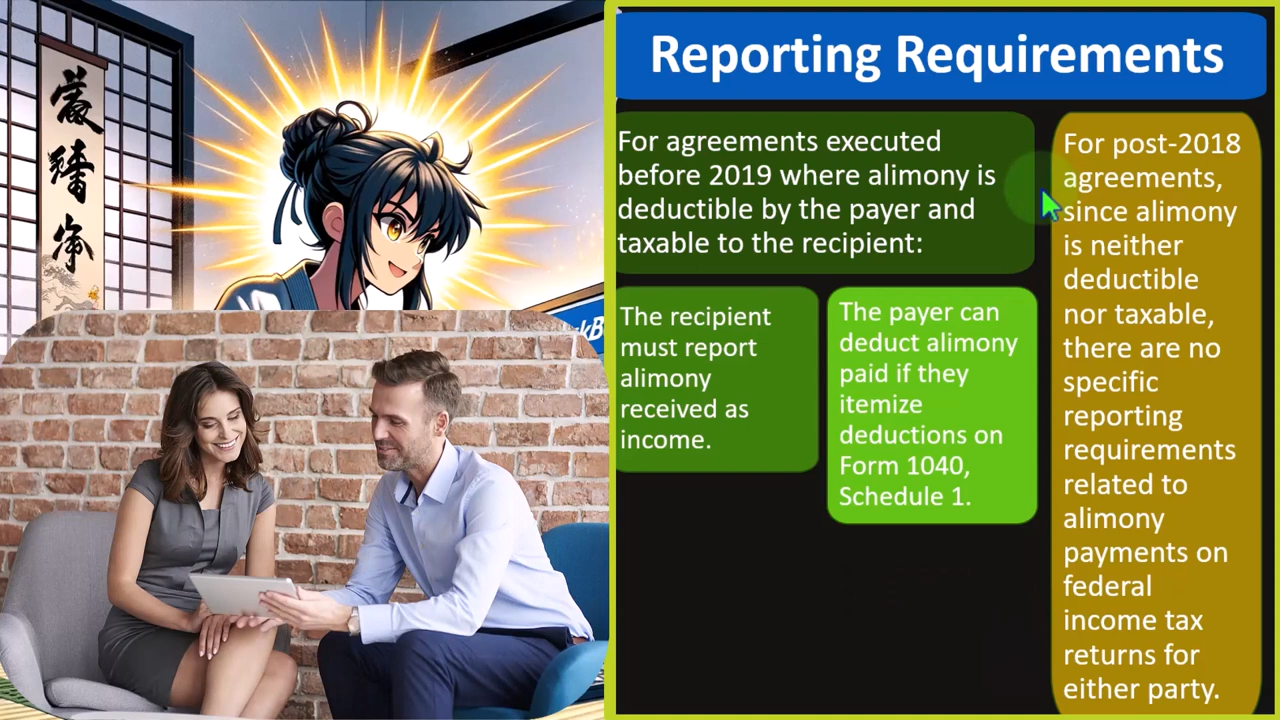 Reporting Requirements
For agreements executed
before 2019 where alimony is
deductible by the payer and
taxable to the recipient:
The recipient
must report
alimony
received as
income.
The payer can
deduct alimony
paid if they
itemize
deductions on
Form 1040,
Schedule 1.
For post-2018
agreements,
since alimony
is neither
deductible
nor taxable,
there are no
specific
reporting
requirements
related to
alimony
payments on
federal
income tax
returns for
either party.